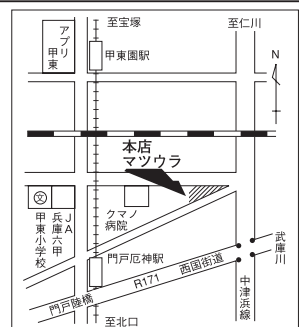 至宝塚
至仁川
アプリ甲東
甲東園駅
N
本店
マツウラ
文
甲東小学校
JA兵庫六甲
クマノ
病院
門戸厄神駅
R171
西国街道
武庫川
門戸陸橋
中津浜線
至北口